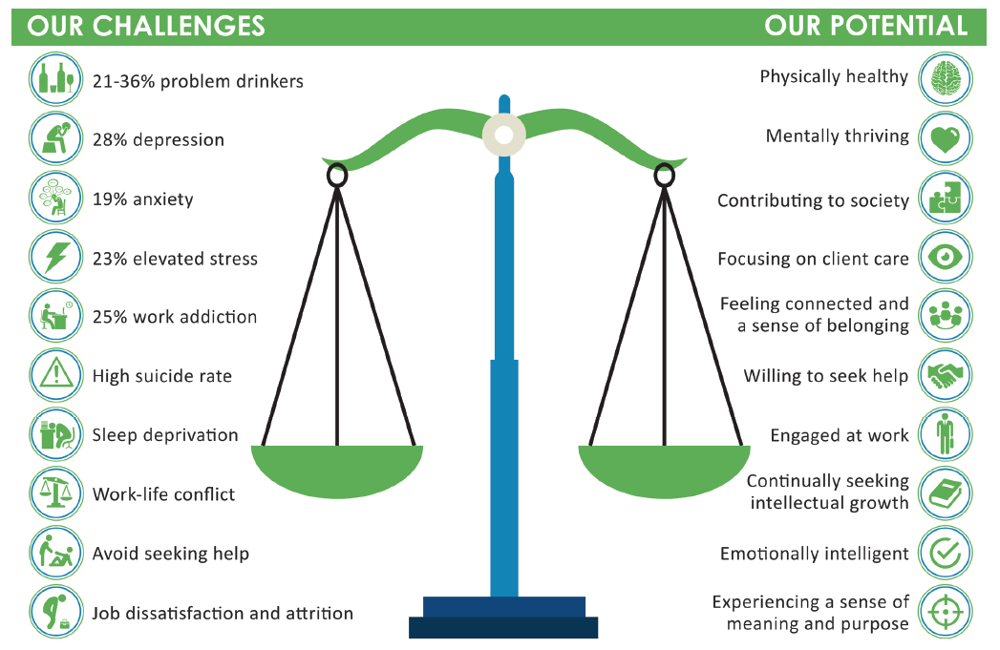 OUR CHALLENGES
21-36% problem drinkers
28% depression
19% anxiety
23% elevated stress
25% work addiction
High suicide rate
Sleep deprivation
Work-life conflict
Avoid seeking help
Job dissatisfaction and attrition
OUR POTENTIAL
Physically healthy
Mentally thriving
Contributing to society
Focusing on client care
Feeling connected and
a sense of belonging
Willing to seek help
Engaged at work
Continually seeking
intellectual growth
Emotionally intelligent
Experiencing a sense of
meaning and purpose